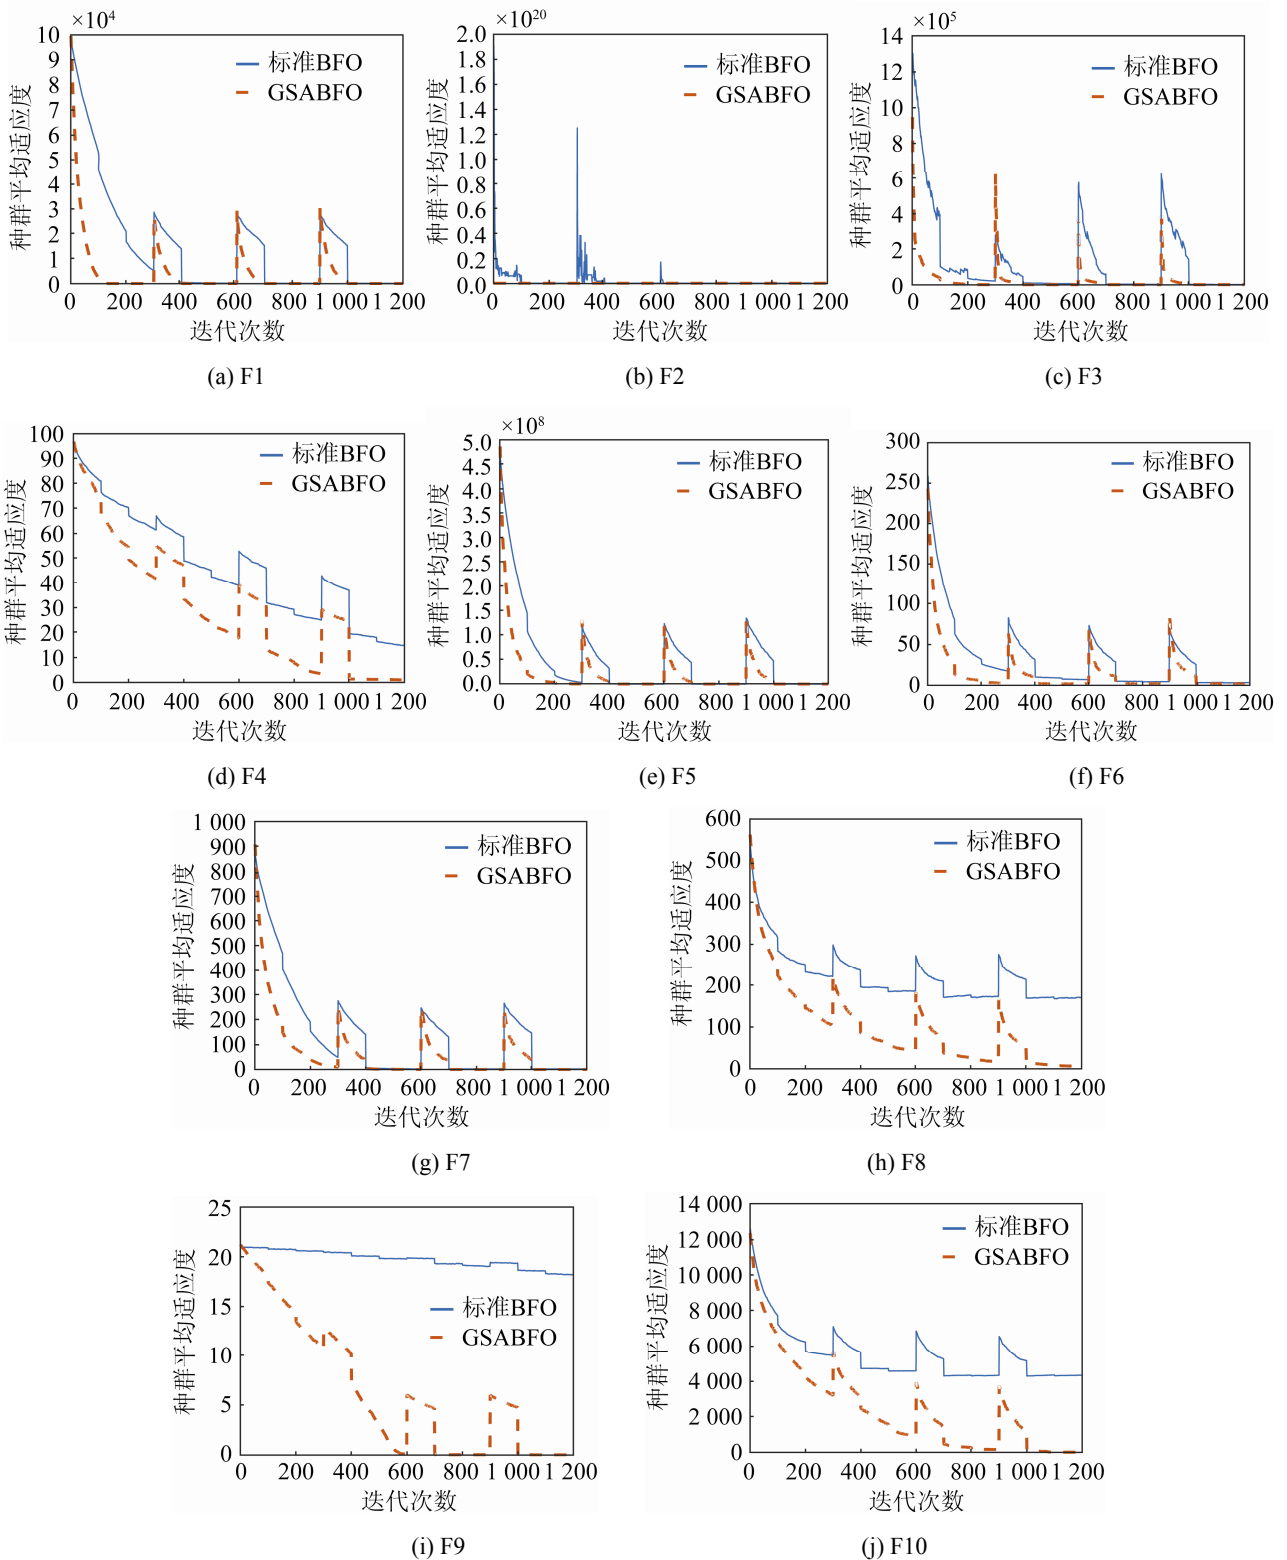 ×10⁴
10
9
8
7
6
5
4
3
2
1
0
0 200 400 600 800 1 000 1 200
种群平均适应度
迭代次数
标准BFO
GSABFO
(a) F1
×10²⁰
2.0
1.80
1.60
1.40
1.20
1.0
0.80
0.60
0.40
0.20
0.0
0 200 400 600 800 1 000 1 200
种群平均适应度
迭代次数
标准BFO
GSABFO
(b) F2
×10⁵
14
12
10
8
6
4
2
0
0 200 400 600 800 1 000 1 200
种群平均适应度
迭代次数
标准BFO
GSABFO
(c) F3
100
90
80
70
60
50
40
30
20
10
0
0 200 400 600 800 1 000 1 200
种群平均适应度
迭代次数
标准BFO
GSABFO
(d) F4
×10⁸
5.0
4.5
4.0
3.5
3.0
2.5
2.0
1.5
1.0
0.5
0.0
0 200 400 600 800 1 000 1 200
种群平均适应度
迭代次数
标准BFO
GSABFO
(e) F5
300
250
200
150
100
50
0
0 200 400 600 800 1 000 1 200
种群平均适应度
迭代次数
标准BFO
GSABFO
(f) F6
1 000
900
800
700
600
500
400
300
200
100
0
0 200 400 600 800 1 000 1 200
种群平均适应度
迭代次数
标准BFO
GSABFO
(g) F7
600
500
400
300
200
100
0
0 200 400 600 800 1 000 1 200
种群平均适应度
迭代次数
标准BFO
GSABFO
(h) F8
25
20
15
10
5
0
0 200 400 600 800 1 000 1 200
种群平均适应度
迭代次数
标准BFO
GSABFO
(i) F9
14 000
12 000
10 000
8 000
6 000
4 000
2 000
0
0 200 400 600 800 1 000 1 200
种群平均适应度
迭代次数
标准BFO
GSABFO
(j) F10